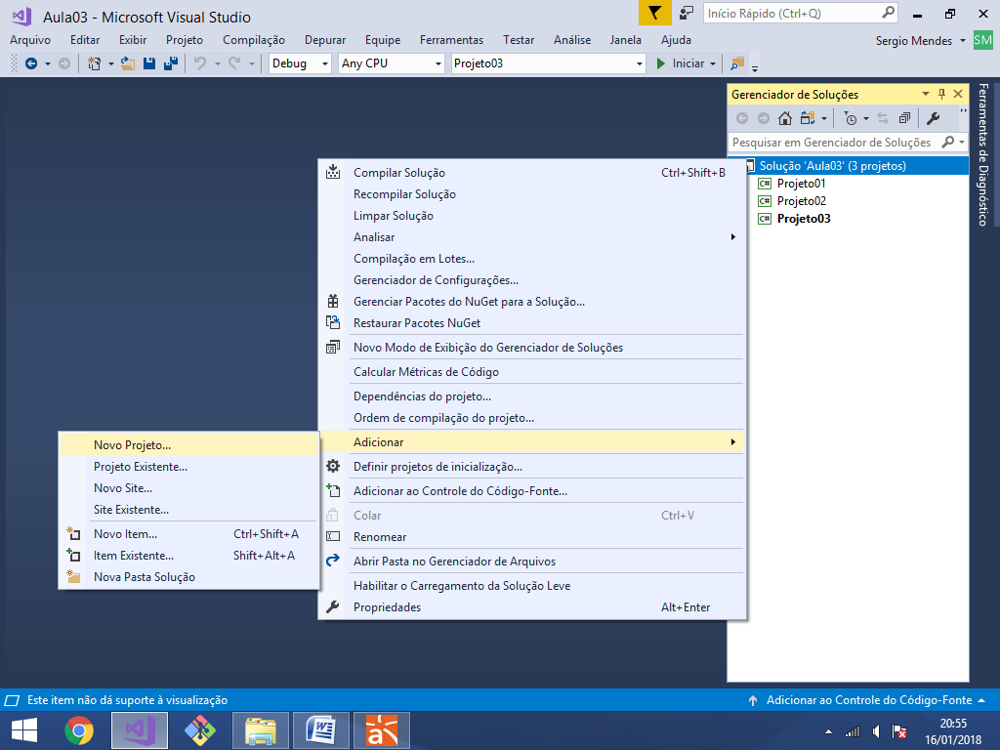 Aula03 - Microsoft Visual Studio
Início Rápido (Ctrl+Q)
Arquivo Editar Exibir Projeto Compilação Depurar Equipe Ferramentas Testar Análise Janela Ajuda
Sergio Mendes SM
Debug Any CPU Projeto03 Iniciar
Gerenciador de Soluções
Pesquisar em Gerenciador de Soluções
Solução 'Aula03' (3 projetos)
C# Projeto01
C# Projeto02
C# Projeto03
Ferramentas de Diagnóstico
Compilar Solução Ctrl+Shift+B
Recompilar Solução
Limpar Solução
Analisar
Compilação em Lotes...
Gerenciador de Configurações...
Gerenciar Pacotes do NuGet para a Solução...
Restaurar Pacotes NuGet
Novo Modo de Exibição do Gerenciador de Soluções
Calcular Métricas de Código
Dependências do projeto...
Ordem de compilação do projeto...
Adicionar
Definir projetos de inicialização...
Adicionar ao Controle do Código-Fonte...
Colar Ctrl+V
Renomear
Abrir Pasta no Gerenciador de Arquivos
Habilitar o Carregamento da Solução Leve
Propriedades Alt+Enter
Novo Projeto...
Projeto Existente...
Novo Site...
Site Existente...
Novo Item... Ctrl+Shift+A
Item Existente... Shift+Alt+A
Nova Pasta Solução
Este item não dá suporte à visualização
Adicionar ao Controle do Código-Fonte
20:55
16/01/2018